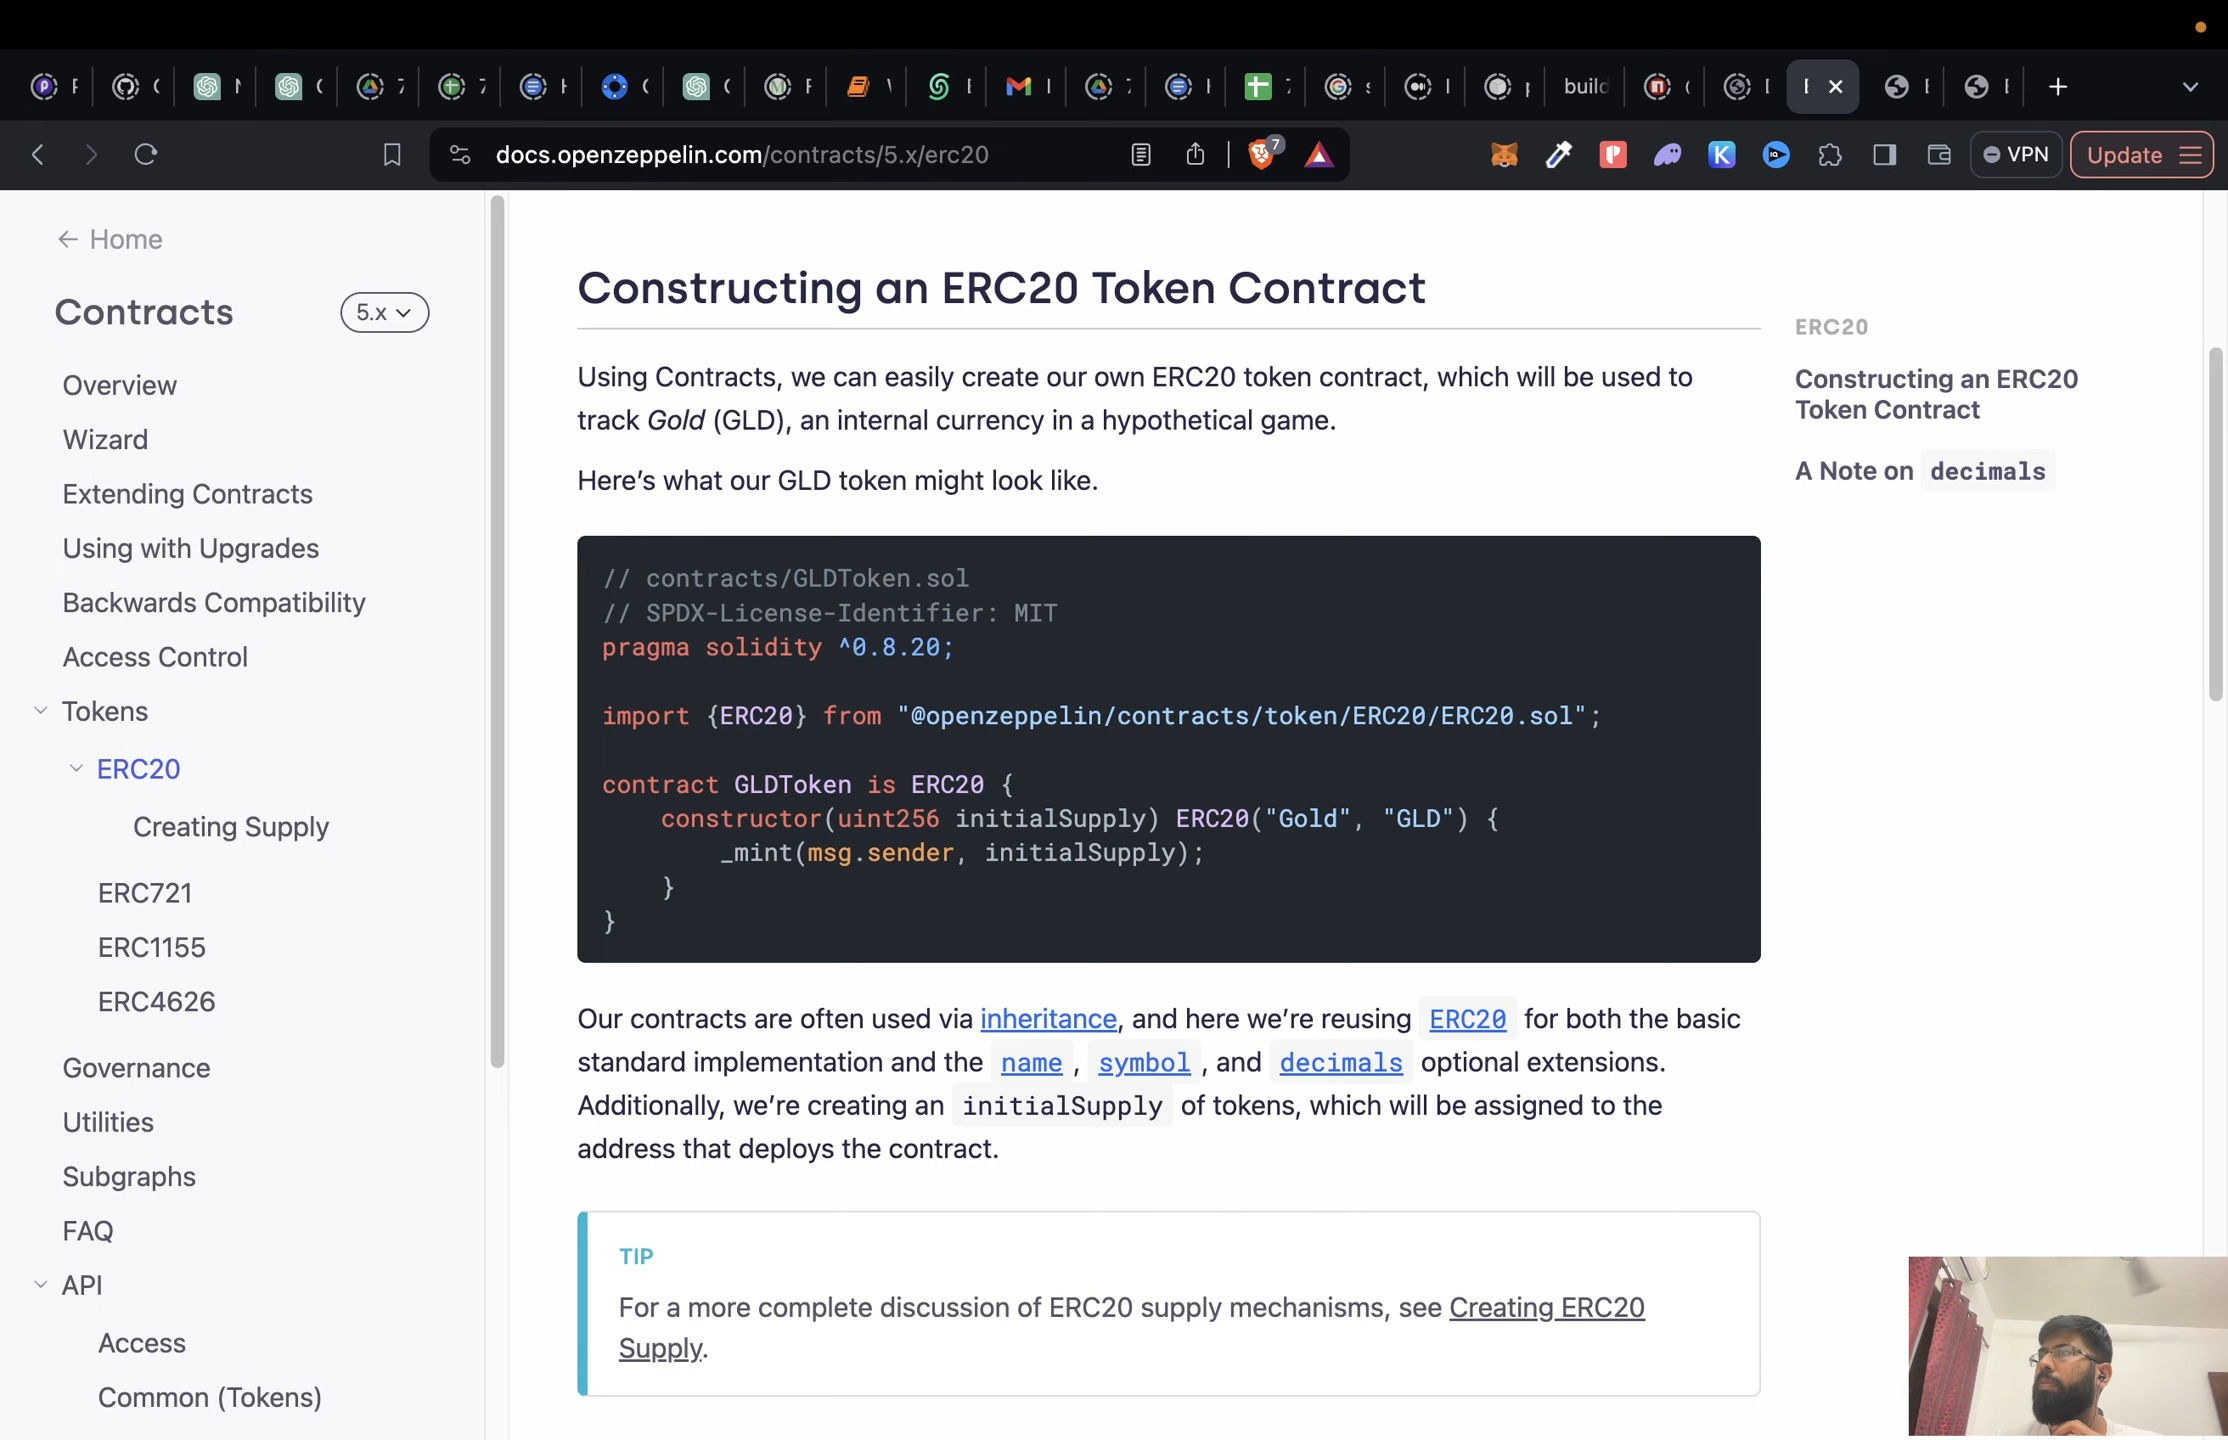 build
docs.openzeppelin.com/contracts/5.x/erc20
7
VPN
Update
← Home
Contracts
5.x
Overview
Wizard
Extending Contracts
Using with Upgrades
Backwards Compatibility
Access Control
Tokens
ERC20
Creating Supply
ERC721
ERC1155
ERC4626
Governance
Utilities
Subgraphs
FAQ
API
Access
Common (Tokens)
Constructing an ERC20 Token Contract
Using Contracts, we can easily create our own ERC20 token contract, which will be used to
track Gold (GLD), an internal currency in a hypothetical game.
Here’s what our GLD token might look like.
// contracts/GLDToken.sol
// SPDX-License-Identifier: MIT
pragma solidity ^0.8.20;
import {ERC20} from "@openzeppelin/contracts/token/ERC20/ERC20.sol";
contract GLDToken is ERC20 {
constructor(uint256 initialSupply) ERC20("Gold", "GLD") {
_mint(msg.sender, initialSupply);
}
}
Our contracts are often used via inheritance, and here we’re reusing ERC20 for both the basic
standard implementation and the name , symbol , and decimals optional extensions.
Additionally, we’re creating an initialSupply of tokens, which will be assigned to the
address that deploys the contract.
TIP
For a more complete discussion of ERC20 supply mechanisms, see Creating ERC20
Supply.
ERC20
Constructing an ERC20
Token Contract
A Note on decimals